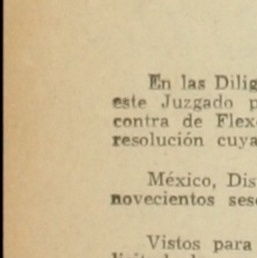 En las Dilig
este Juzgado p
contra de Flex
resolución cuya
México, Dis
novecientos ses
Vistos para